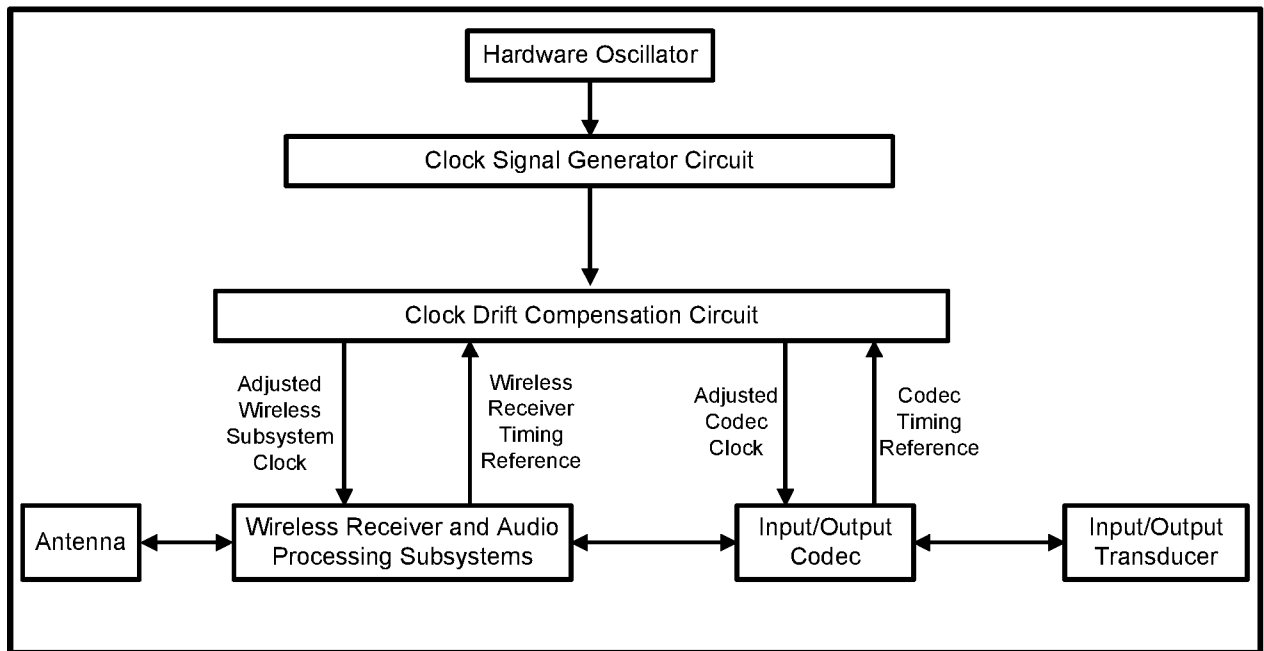 Hardware Oscillator
Clock Signal Generator Circuit
Clock Drift Compensation Circuit
Adjusted
Wireless
Subsystem
Clock
Wireless
Receiver
Timing
Reference
Adjusted
Codec
Clock
Codec
Timing
Reference
Antenna
Wireless Receiver and Audio
Processing Subsystems
Input/Output
Codec
Input/Output
Transducer